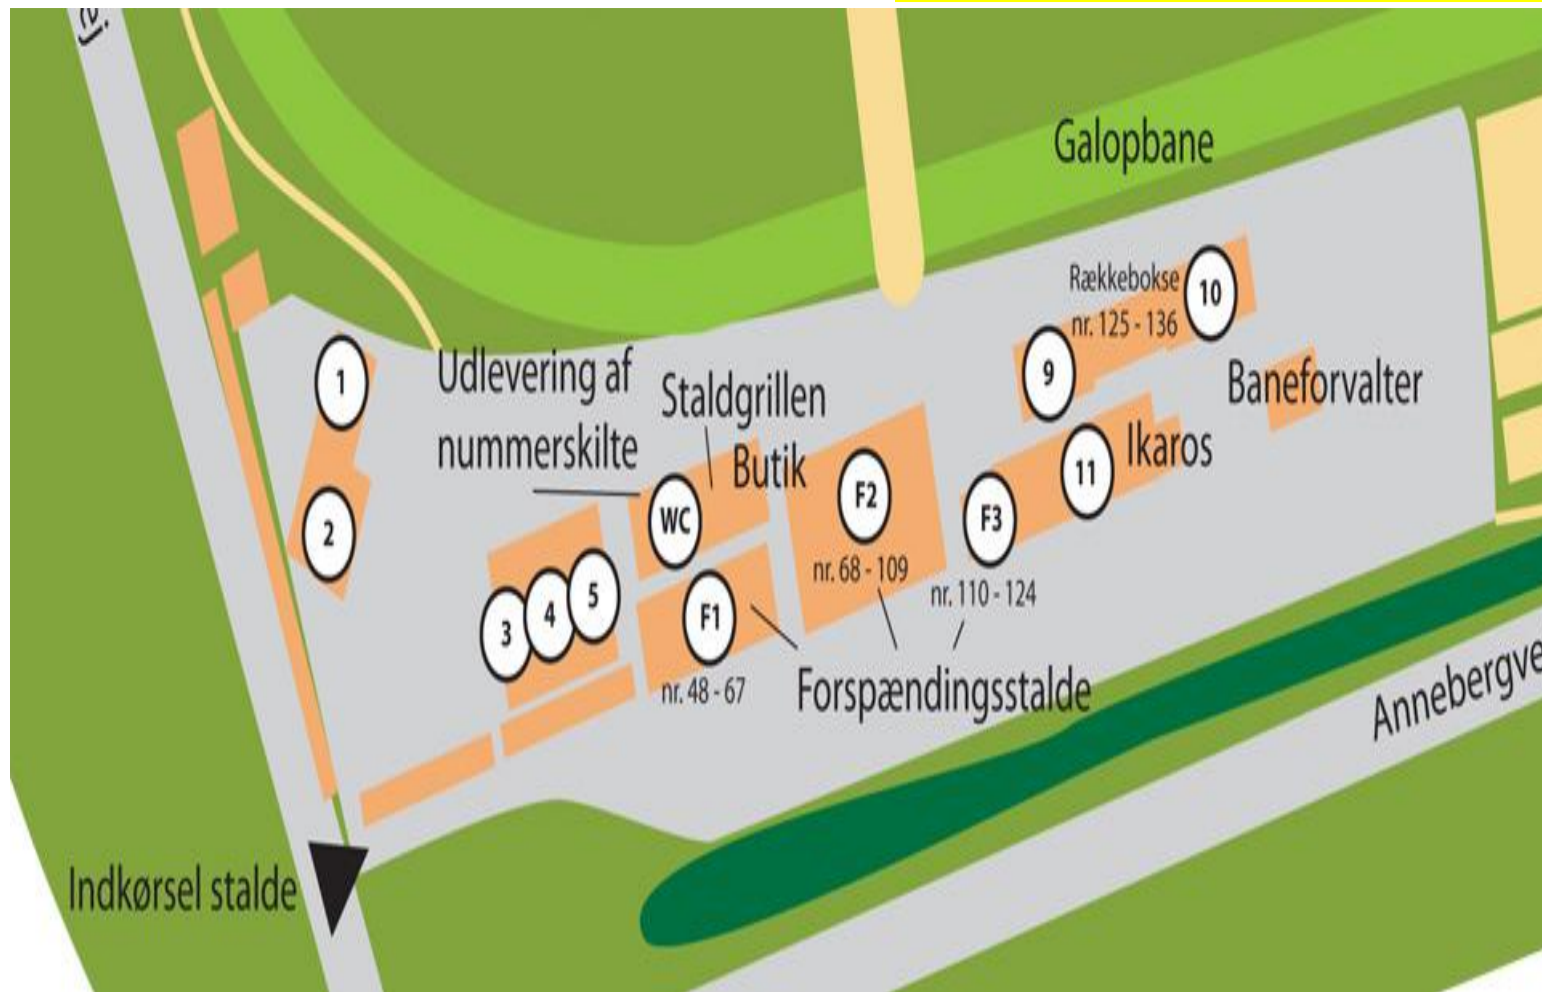 Galopbane
Rækkebokse
nr. 125 - 136
10
9
1
Udlevering af
nummerskilte
Staldgrillen
Butik
Baneforvalter
Ikaros
11
2
WC
F2
F3
nr. 68 - 109
nr. 110 - 124
3
4
5
F1
nr. 48 - 67
Forspændingsstalde
Annebergve
Indkørsel stalde